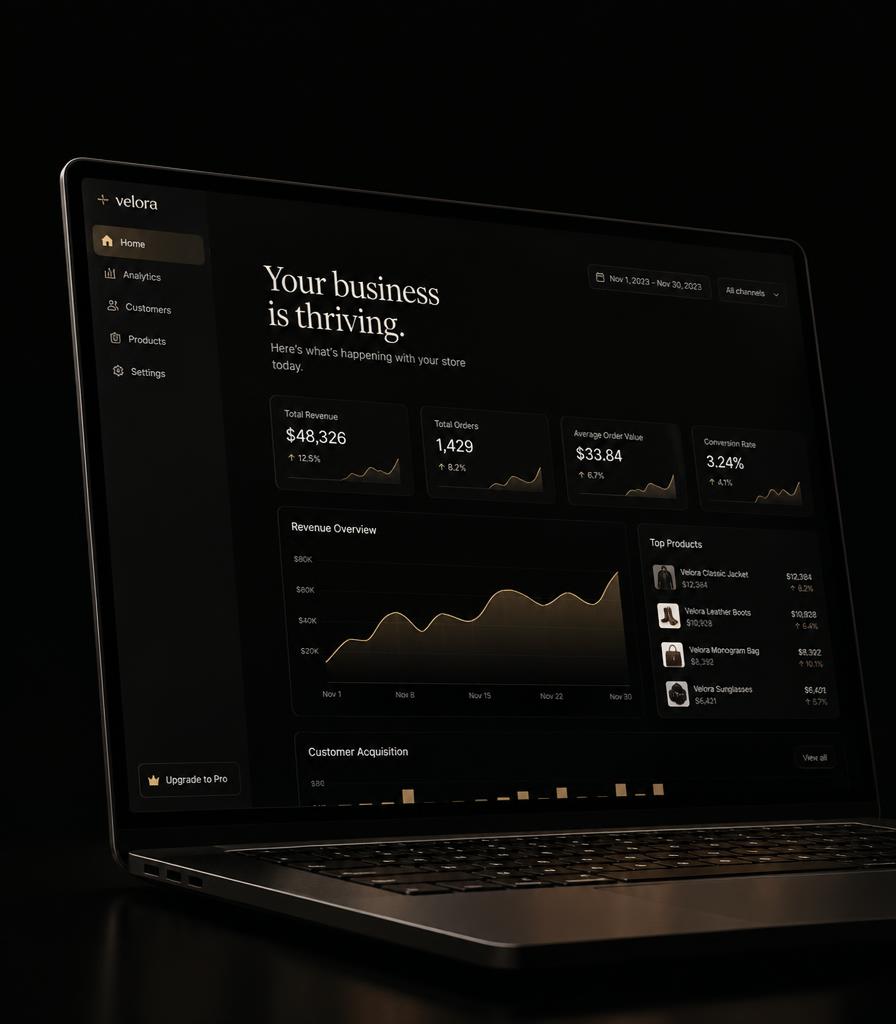 velora
Home
Analytics
Customers
Products
Settings
Upgrade to Pro
Your business
is thriving.
Here's what's happening with your store
today.
Nov 1, 2023 - Nov 30, 2023
All channels
Total Revenue
$48,326
12.5%
Total Orders
1,429
8.2%
Average Order Value
$33.84
6.7%
Conversion Rate
3.24%
4.1%
Revenue Overview
$80K
$60K
$40K
$20K
Nov 1
Nov 8
Nov 15
Nov 22
Nov 30
Top Products
Velora Classic Jacket
$12,384
$12,384
8.2%
Velora Leather Boots
$10,928
$10,928
6.4%
Velora Monogram Bag
$8,392
$8,392
10.1%
Velora Sunglasses
$6,421
$6,421
5.7%
Customer Acquisition
View all
$80